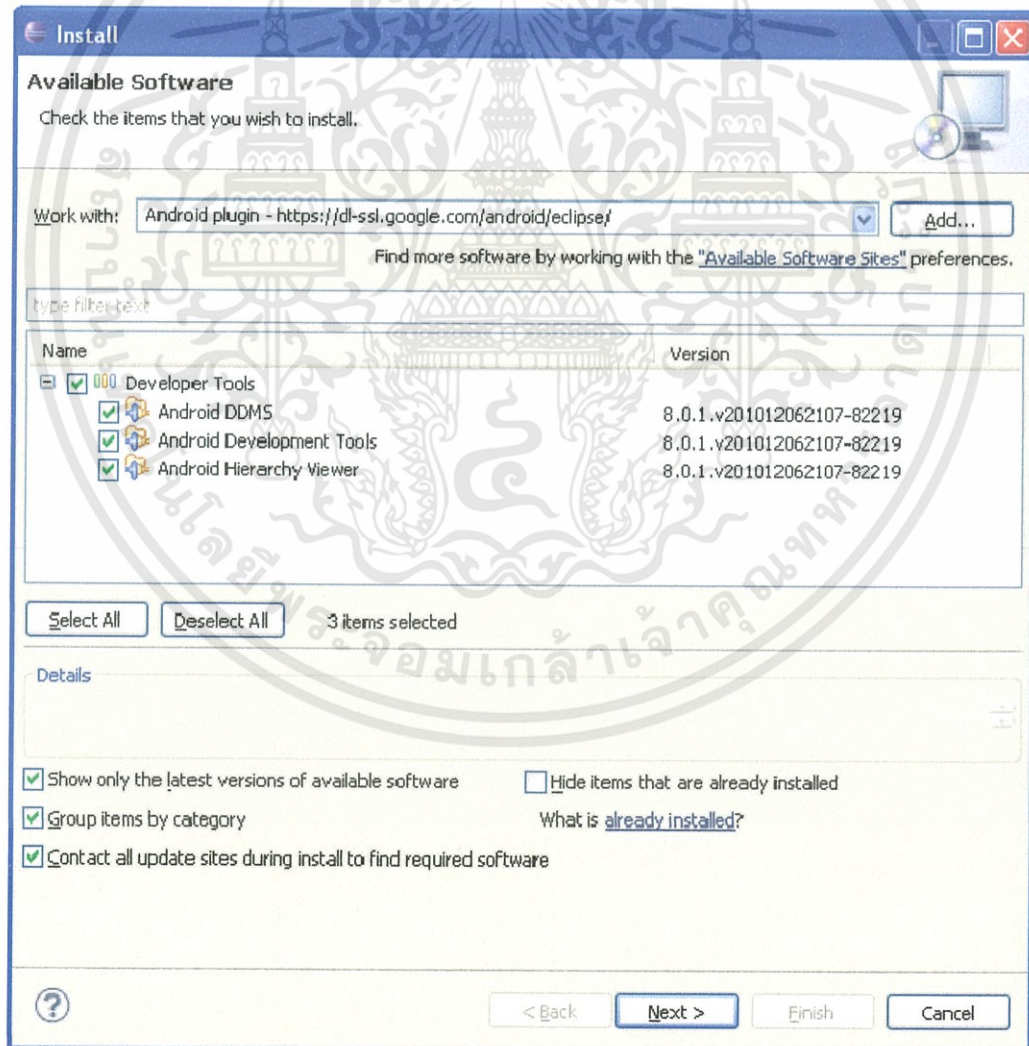 Install
Available Software
Check the items that you wish to install.
Work with: Android plugin - https://dl-ssl.google.com/android/eclipse/ Add...
Find more software by working with the "Available Software Sites" preferences.
type filter text
Name Version
Developer Tools
Android DDMS 8.0.1.v201012062107-82219
Android Development Tools 8.0.1.v201012062107-82219
Android Hierarchy Viewer 8.0.1.v201012062107-82219
Select All Deselect All 3 items selected
Details
Show only the latest versions of available software Hide items that are already installed
Group items by category What is already installed?
Contact all update sites during install to find required software
< Back Next > Finish Cancel